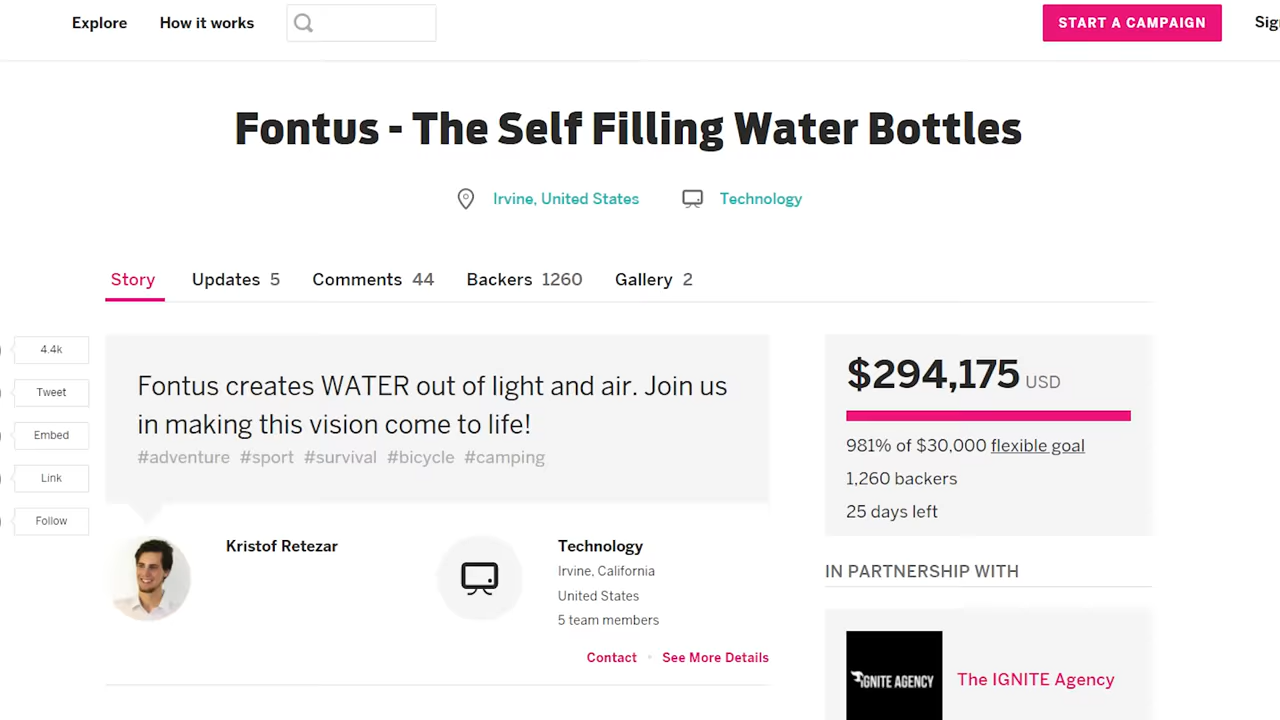 Explore How it works START A CAMPAIGN Sig
Fontus - The Self Filling Water Bottles
Irvine, United States Technology
Story Updates 5 Comments 44 Backers 1260 Gallery 2
4.4k
Tweet
Embed
Link
Follow
Fontus creates WATER out of light and air. Join us
in making this vision come to life!
#adventure #sport #survival #bicycle #camping
Kristof Retezar
Technology
Irvine, California
United States
5 team members
Contact • See More Details
$294,175 USD
981% of $30,000 flexible goal
1,260 backers
25 days left
IN PARTNERSHIP WITH
IGNITE AGENCY
The IGNITE Agency